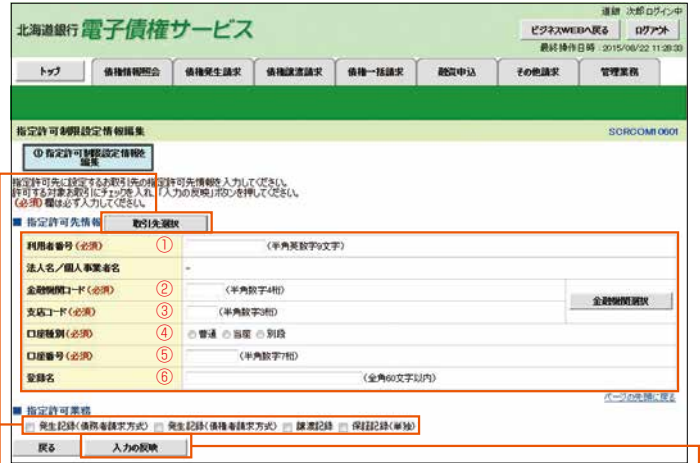 道銀 次郎ログイン中
北海道銀行 電子債権サービス
ビジネスWEBへ戻る ログアウト
最終操作日時：2015/06/22 11:28:33
トップ 債権情報照会 債権発生請求 債権譲渡請求 債権一括請求 融資申込 その他請求 管理業務
指定許可制限設定情報編集 SCRCOM10601
① 指定許可制限設定情報を
編集
指定許可先に設定するお取引先の指定許可先情報を入力してください。
許可する対象お取引にチェックを入れ、「入力の反映」ボタンを押してください。
(必須)欄は必ず入力してください。
■ 指定許可先情報 取引先選択
利用者番号(必須) ① (半角英数字9文字)
法人名／個人事業者名 -
金融機関コード(必須) ② (半角数字4桁)
金融機関選択
支店コード(必須) ③ (半角数字3桁)
口座種別(必須) ④ 普通 当座 別段
口座番号(必須) ⑤ (半角数字7桁)
登録名 ⑥ (全角60文字以内)
ページの先頭に戻る
■ 指定許可業務
発生記録(債務者請求方式) 発生記録(債権者請求方式) 譲渡記録 保証記録(単独)
戻る 入力の反映